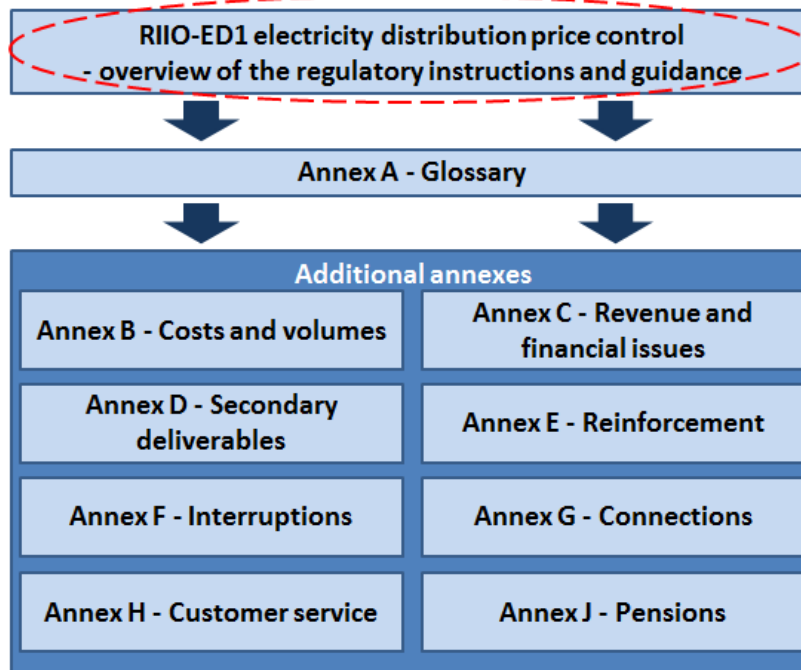 RIIO-ED1 electricity distribution price control
- overview of the regulatory instructions and guidance
Annex A - Glossary
Additional annexes
Annex B - Costs and volumes
Annex C - Revenue and
financial issues
Annex D - Secondary
deliverables
Annex E - Reinforcement
Annex F - Interruptions
Annex G - Connections
Annex H - Customer service
Annex J - Pensions